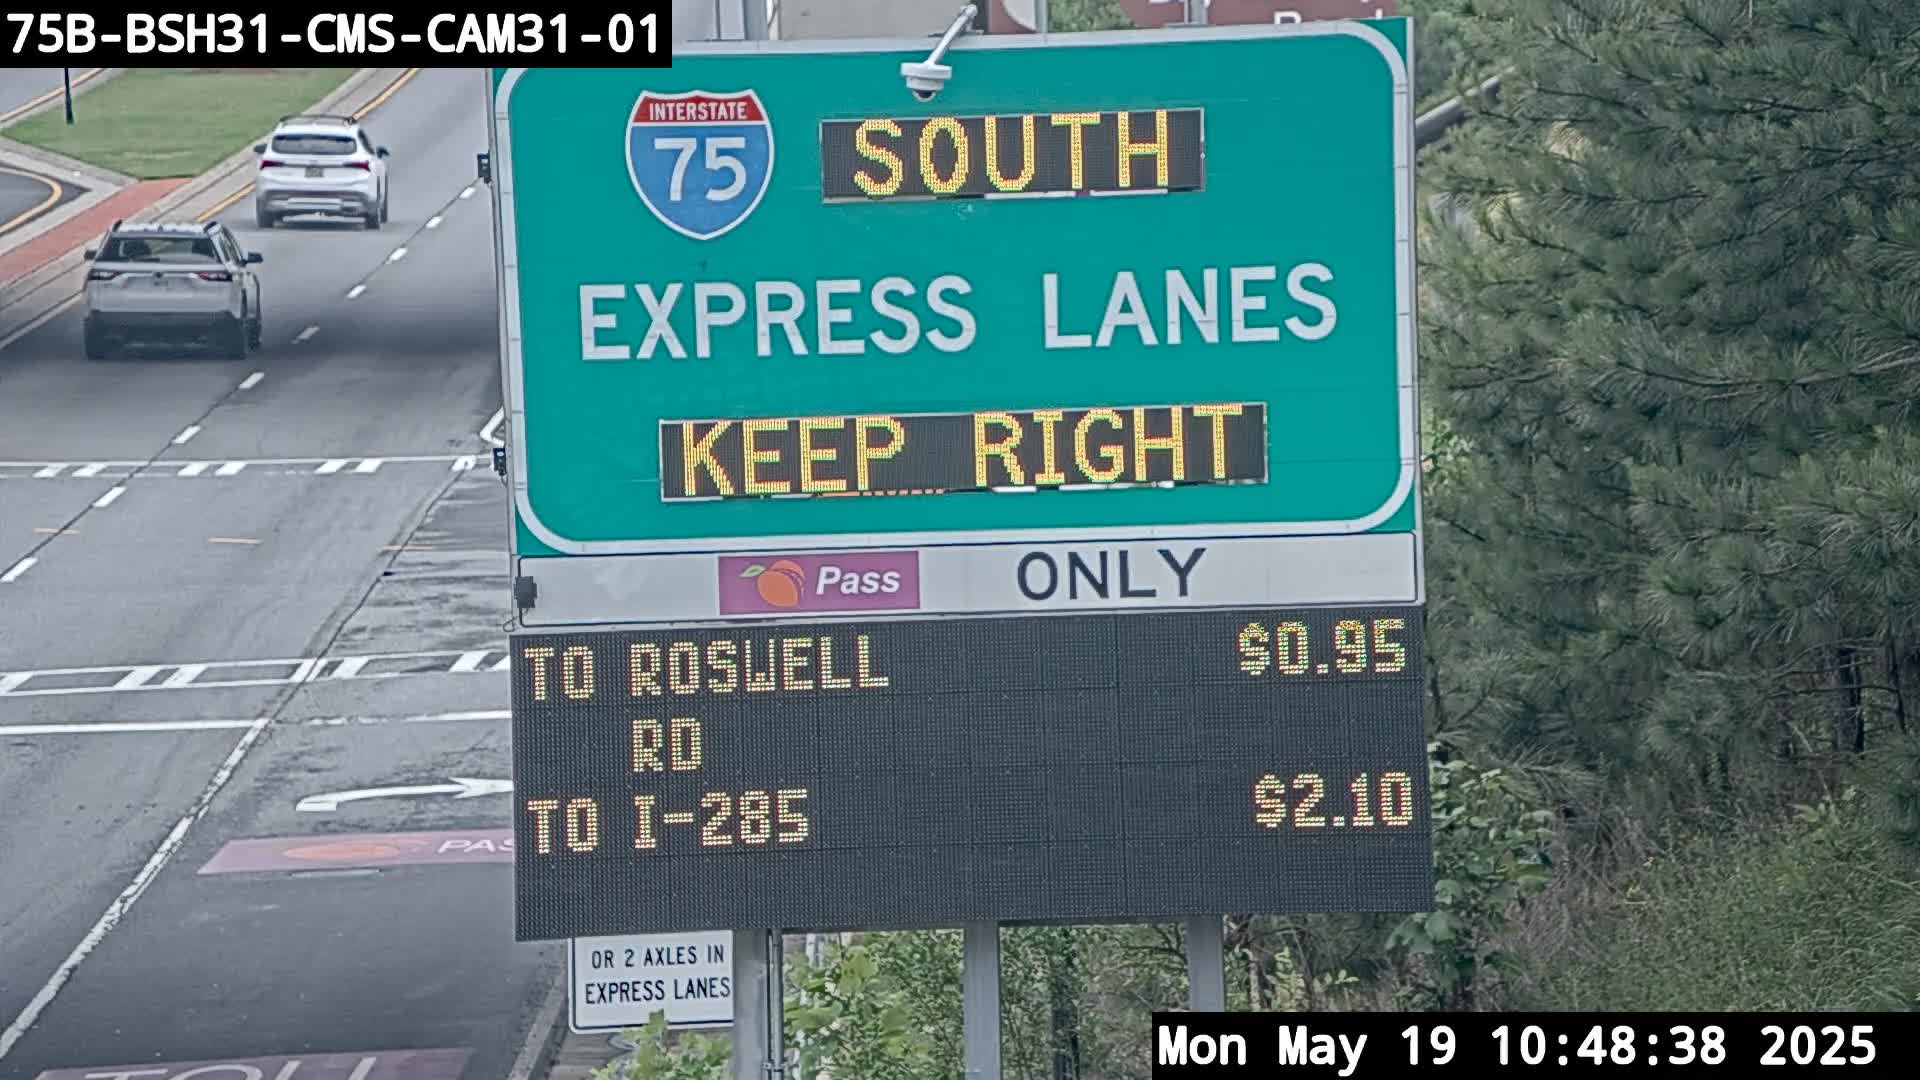 75B-BSH31-CMS-CAM31-01
INTERSTATE
75
SOUTH
EXPRESS LANES
KEEP RIGHT
Pass ONLY
TO ROSWELL $0.95
RD
TO I-285 $2.10
OR 2 AXLES IN
EXPRESS LANES
Mon May 19 10:48:38 2025